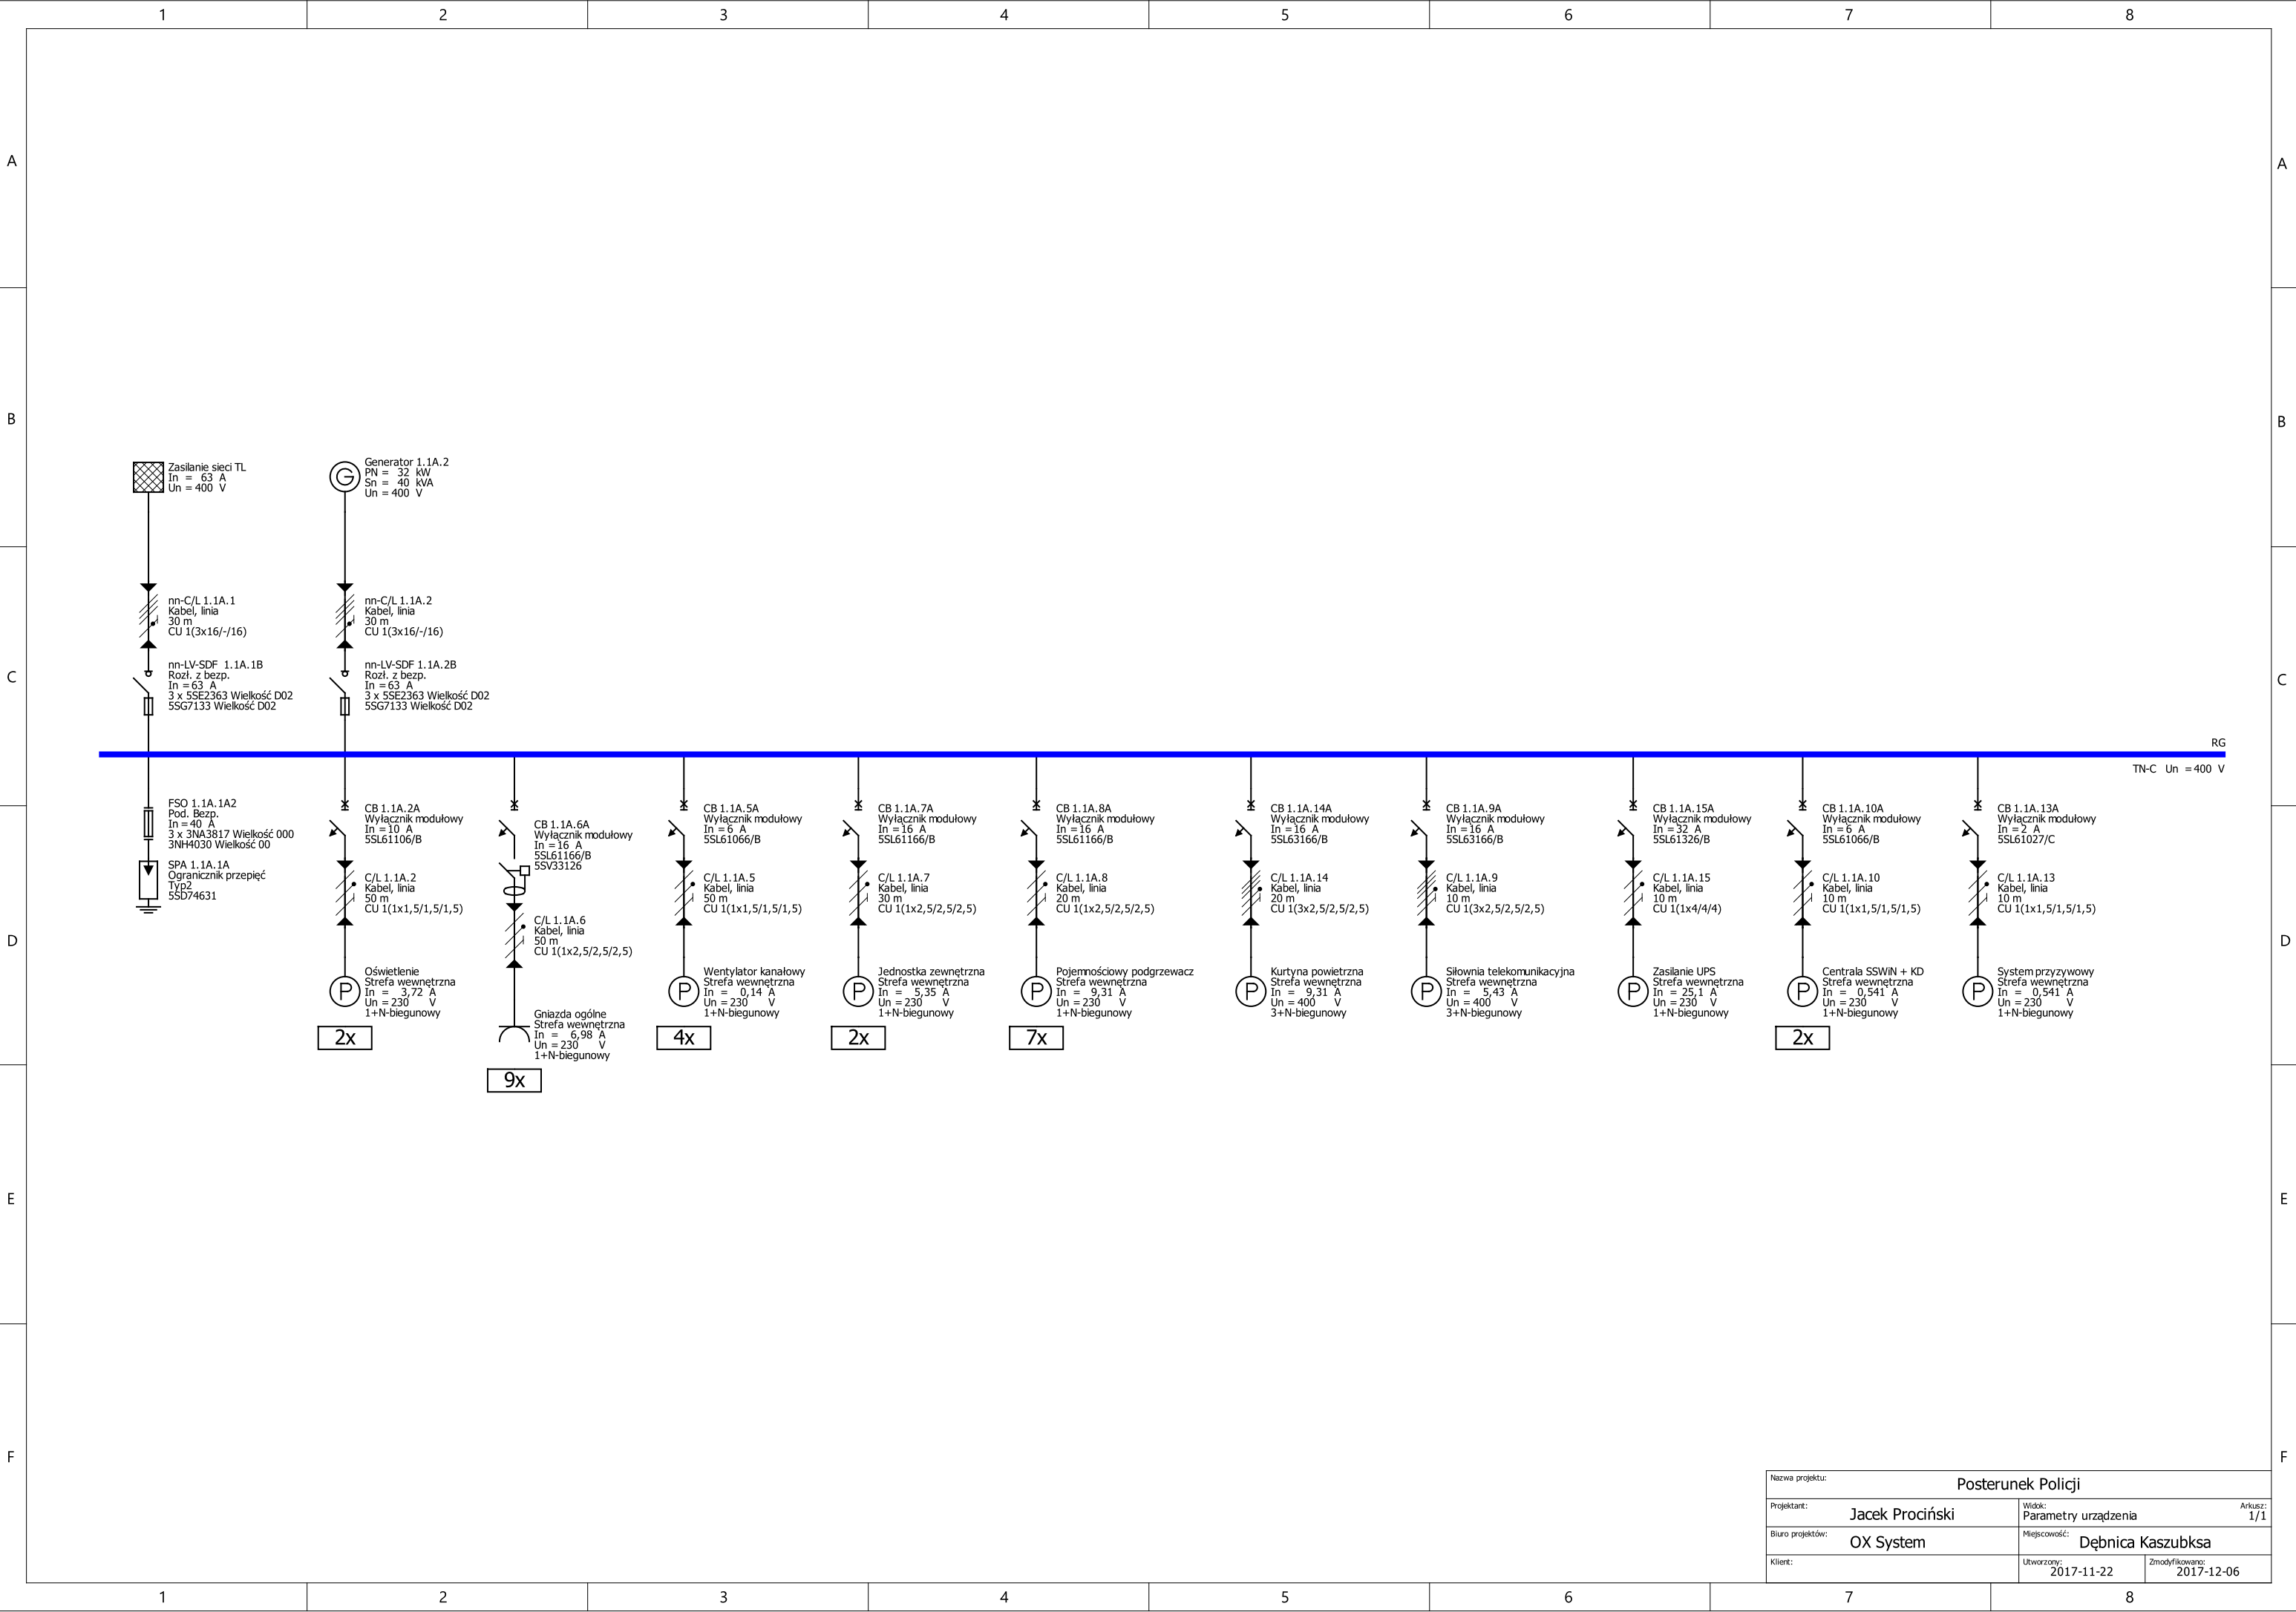 1 2 3 4 5 6 7 8
A A
B B
C C
D D
E E
F F
Zasilanie sieci TL
In = 63 A
Un = 400 V
Generator 1.1A.2
PN = 32 kW
Sn = 40 kVA
Un = 400 V
nn-C/L 1.1A.1
Kabel, linia
30 m
CU 1(3x16/-/16)
nn-C/L 1.1A.2
Kabel, linia
30 m
CU 1(3x16/-/16)
nn-LV-SDF 1.1A.1B
Rozł. z bezp.
In = 63 A
3 x 5SE2363 Wielkość D02
5SG7133 Wielkość D02
nn-LV-SDF 1.1A.2B
Rozł. z bezp.
In = 63 A
3 x 5SE2363 Wielkość D02
5SG7133 Wielkość D02
RG
TN-C Un = 400 V
FSO 1.1A.1A2
Pod. Bezp.
In = 40 A
3 x 3NA3817 Wielkość 000
3NH4030 Wielkość 00
SPA 1.1A.1A
Ogranicznik przepięć
Typ2
5SD74631
CB 1.1A.2A
Wyłącznik modułowy
In = 10 A
5SL61106/B
C/L 1.1A.2
Kabel, linia
50 m
CU 1(1x1,5/1,5/1,5)
Oświetlenie
Strefa wewnętrzna
In = 3,72 A
Un = 230 V
1+N-biegunowy
2x
CB 1.1A.6A
Wyłącznik modułowy
In = 16 A
5SL61166/B
5SV33126
C/L 1.1A.6
Kabel, linia
50 m
CU 1(1x2,5/2,5/2,5)
Gniazda ogólne
Strefa wewnętrzna
In = 6,98 A
Un = 230 V
1+N-biegunowy
9x
CB 1.1A.5A
Wyłącznik modułowy
In = 6 A
5SL61066/B
C/L 1.1A.5
Kabel, linia
50 m
CU 1(1x1,5/1,5/1,5)
Wentylator kanałowy
Strefa wewnętrzna
In = 0,14 A
Un = 230 V
1+N-biegunowy
4x
CB 1.1A.7A
Wyłącznik modułowy
In = 16 A
5SL61166/B
C/L 1.1A.7
Kabel, linia
30 m
CU 1(1x2,5/2,5/2,5)
Jednostka zewnętrzna
Strefa wewnętrzna
In = 5,35 A
Un = 230 V
1+N-biegunowy
2x
CB 1.1A.8A
Wyłącznik modułowy
In = 16 A
5SL61166/B
C/L 1.1A.8
Kabel, linia
20 m
CU 1(1x2,5/2,5/2,5)
Pojemnościowy podgrzewacz
Strefa wewnętrzna
In = 9,31 A
Un = 230 V
1+N-biegunowy
7x
CB 1.1A.14A
Wyłącznik modułowy
In = 16 A
5SL63166/B
C/L 1.1A.14
Kabel, linia
20 m
CU 1(3x2,5/2,5/2,5)
Kurtyna powietrzna
Strefa wewnętrzna
In = 9,31 A
Un = 400 V
3+N-biegunowy
CB 1.1A.9A
Wyłącznik modułowy
In = 16 A
5SL63166/B
C/L 1.1A.9
Kabel, linia
10 m
CU 1(3x2,5/2,5/2,5)
Siłownia telekomunikacyjna
Strefa wewnętrzna
In = 5,43 A
Un = 400 V
3+N-biegunowy
CB 1.1A.15A
Wyłącznik modułowy
In = 32 A
5SL61326/B
C/L 1.1A.15
Kabel, linia
10 m
CU 1(1x4/4/4)
Zasilanie UPS
Strefa wewnętrzna
In = 25,1 A
Un = 230 V
1+N-biegunowy
CB 1.1A.10A
Wyłącznik modułowy
In = 6 A
5SL61066/B
C/L 1.1A.10
Kabel, linia
10 m
CU 1(1x1,5/1,5/1,5)
Centrala SSWiN + KD
Strefa wewnętrzna
In = 0,541 A
Un = 230 V
1+N-biegunowy
2x
CB 1.1A.13A
Wyłącznik modułowy
In = 2 A
5SL61027/C
C/L 1.1A.13
Kabel, linia
10 m
CU 1(1x1,5/1,5/1,5)
System przyzywowy
Strefa wewnętrzna
In = 0,541 A
Un = 230 V
1+N-biegunowy
G
P P P P P P P P P
Nazwa projektu: Posterunek Policji
Projektant: Jacek Prociński
Widok: Parametry urządzenia
Arkusz: 1/1
Biuro projektów: OX System
Miejscowość: Dębnica Kaszubksa
Klient:
Utworzony: 2017-11-22
Zmodyfikowano: 2017-12-06
1 2 3 4 5 6 7 8